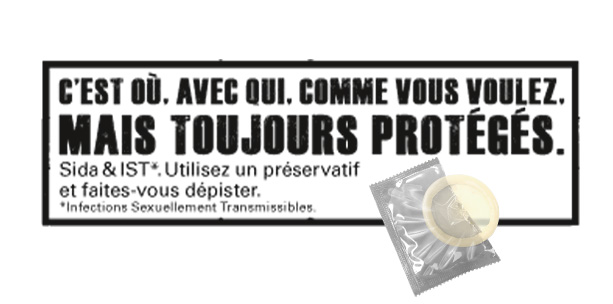 C'EST OÙ, AVEC QUI, COMME VOUS VOULEZ,
MAIS TOUJOURS PROTÉGÉS.
Sida & IST*. Utilisez un préservatif
et faites-vous dépister.
*Infections Sexuellement Transmissibles.